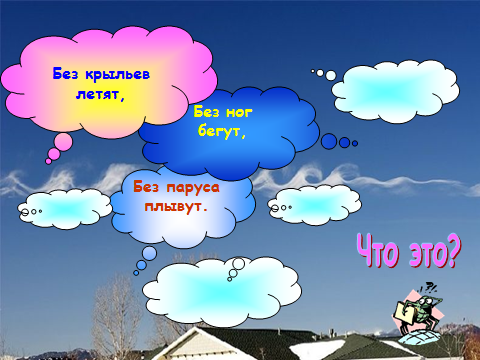 Без крыльев
летят,
Без ног
бегут,
Без паруса
плывут.
Что это?